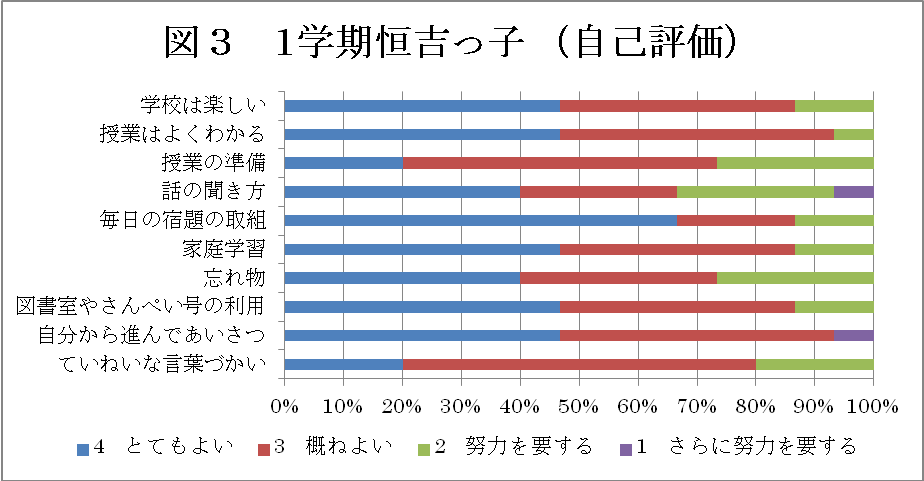 図３　1学期恒吉っ子 （自己評価）
学校は楽しい
授業はよくわかる
授業の準備
話の聞き方
毎日の宿題の取組
家庭学習
忘れ物
図書室やさんぺい号の利用
自分から進んであいさつ
ていねいな言葉づかい
0% 10% 20% 30% 40% 50% 60% 70% 80% 90% 100%
4　とてもよい 3　概ねよい 2　努力を要する 1　さらに努力を要する